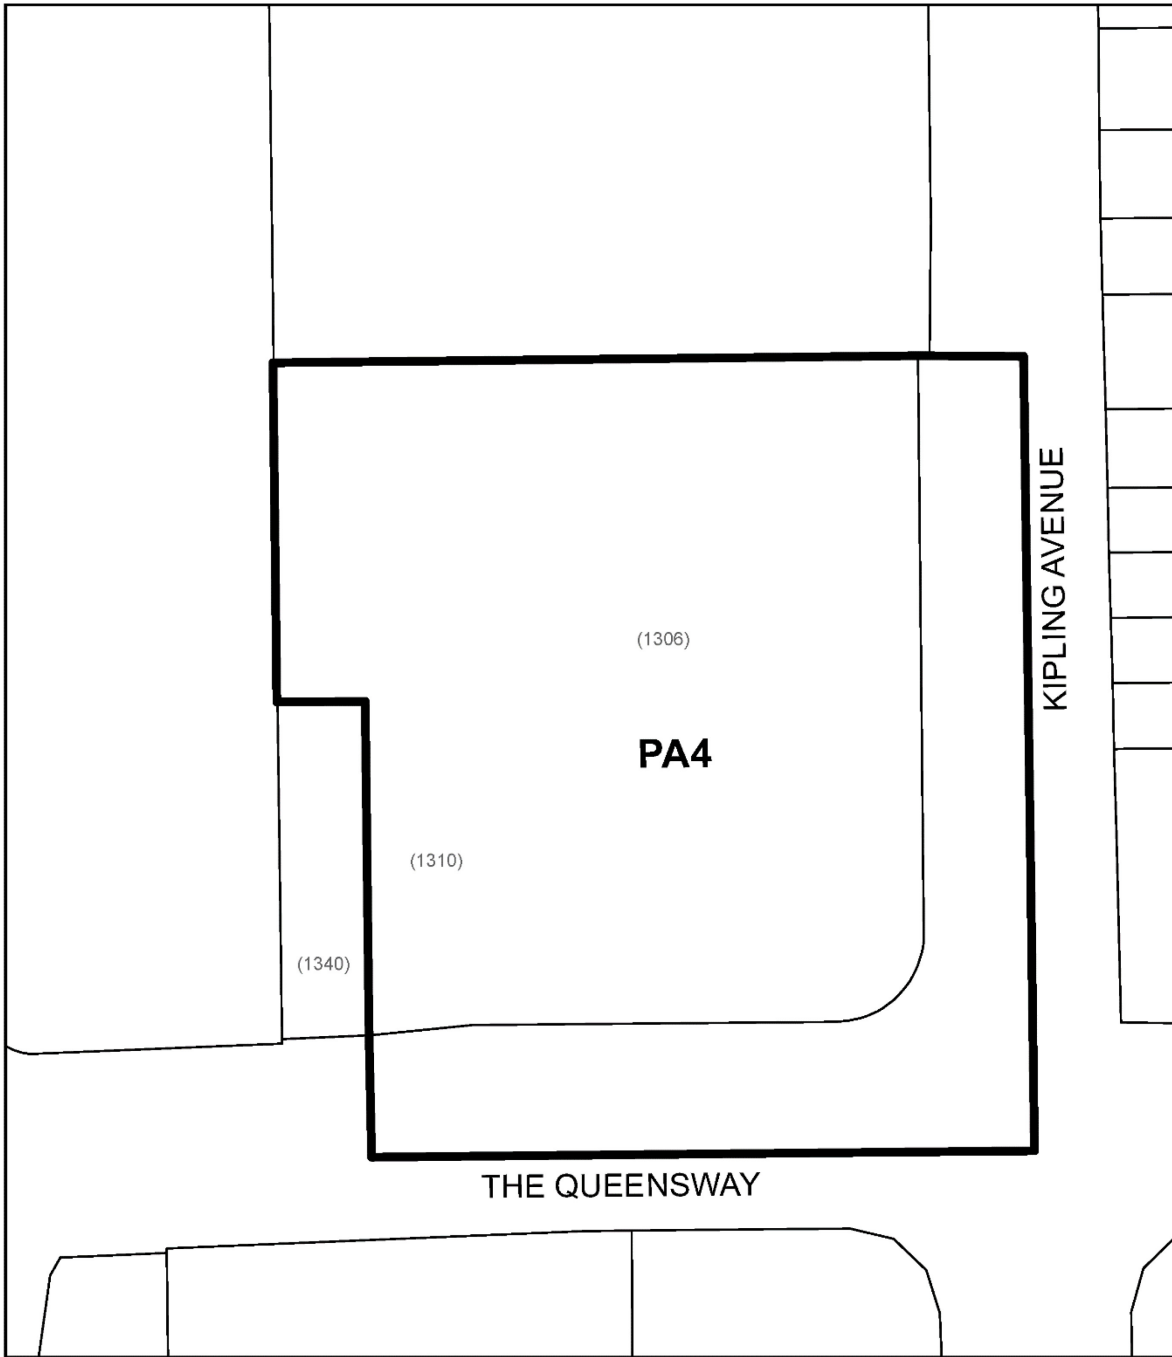 KIPLING AVENUE
(1306)
PA4
(1310)
(1340)
THE QUEENSWAY